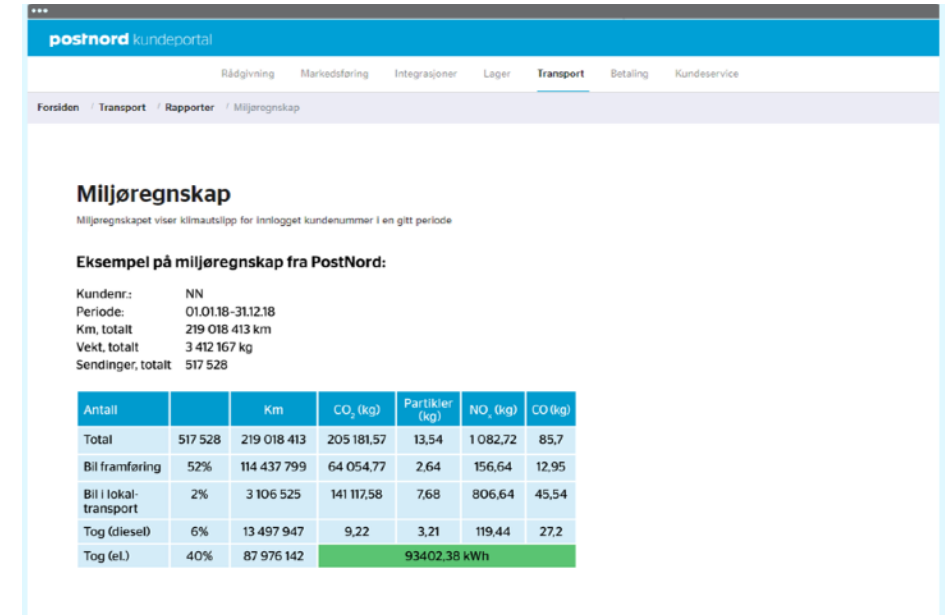 postnord kundeportal
Rådgivning Markedsføring Integrasjoner Lager Transport Betaling Kundeservice
Forsiden / Transport / Rapporter / Miljøregnskap
Miljøregnskap
Miljøregnskapet viser klimautslipp for innlogget kundenummer i en gitt periode
Eksempel på miljøregnskap fra PostNord:
Kundenr.: NN
Periode: 01.01.18–31.12.18
Km, totalt 219 018 413 km
Vekt, totalt 3 412 167 kg
Sendinger, totalt 517 528
Antall Km CO₂ (kg) Partikler (kg) NOₓ (kg) CO (kg)
Total 517 528 219 018 413 205 181,57 13,54 1 082,72 85,7
Bil framføring 52% 114 437 799 64 054,77 2,64 156,64 12,95
Bil i lokal-
transport 2% 3 106 525 141 117,58 7,68 806,64 45,54
Tog (diesel) 6% 13 497 947 9,22 3,21 119,44 27,2
Tog (el.) 40% 87 976 142 93402,38 kWh